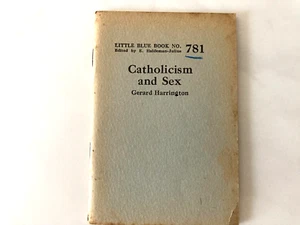 LITTLE BLUE BOOK NO. 781
Edited by E. Haldeman-Julius
Catholicism
and Sex
Gerard Harrington